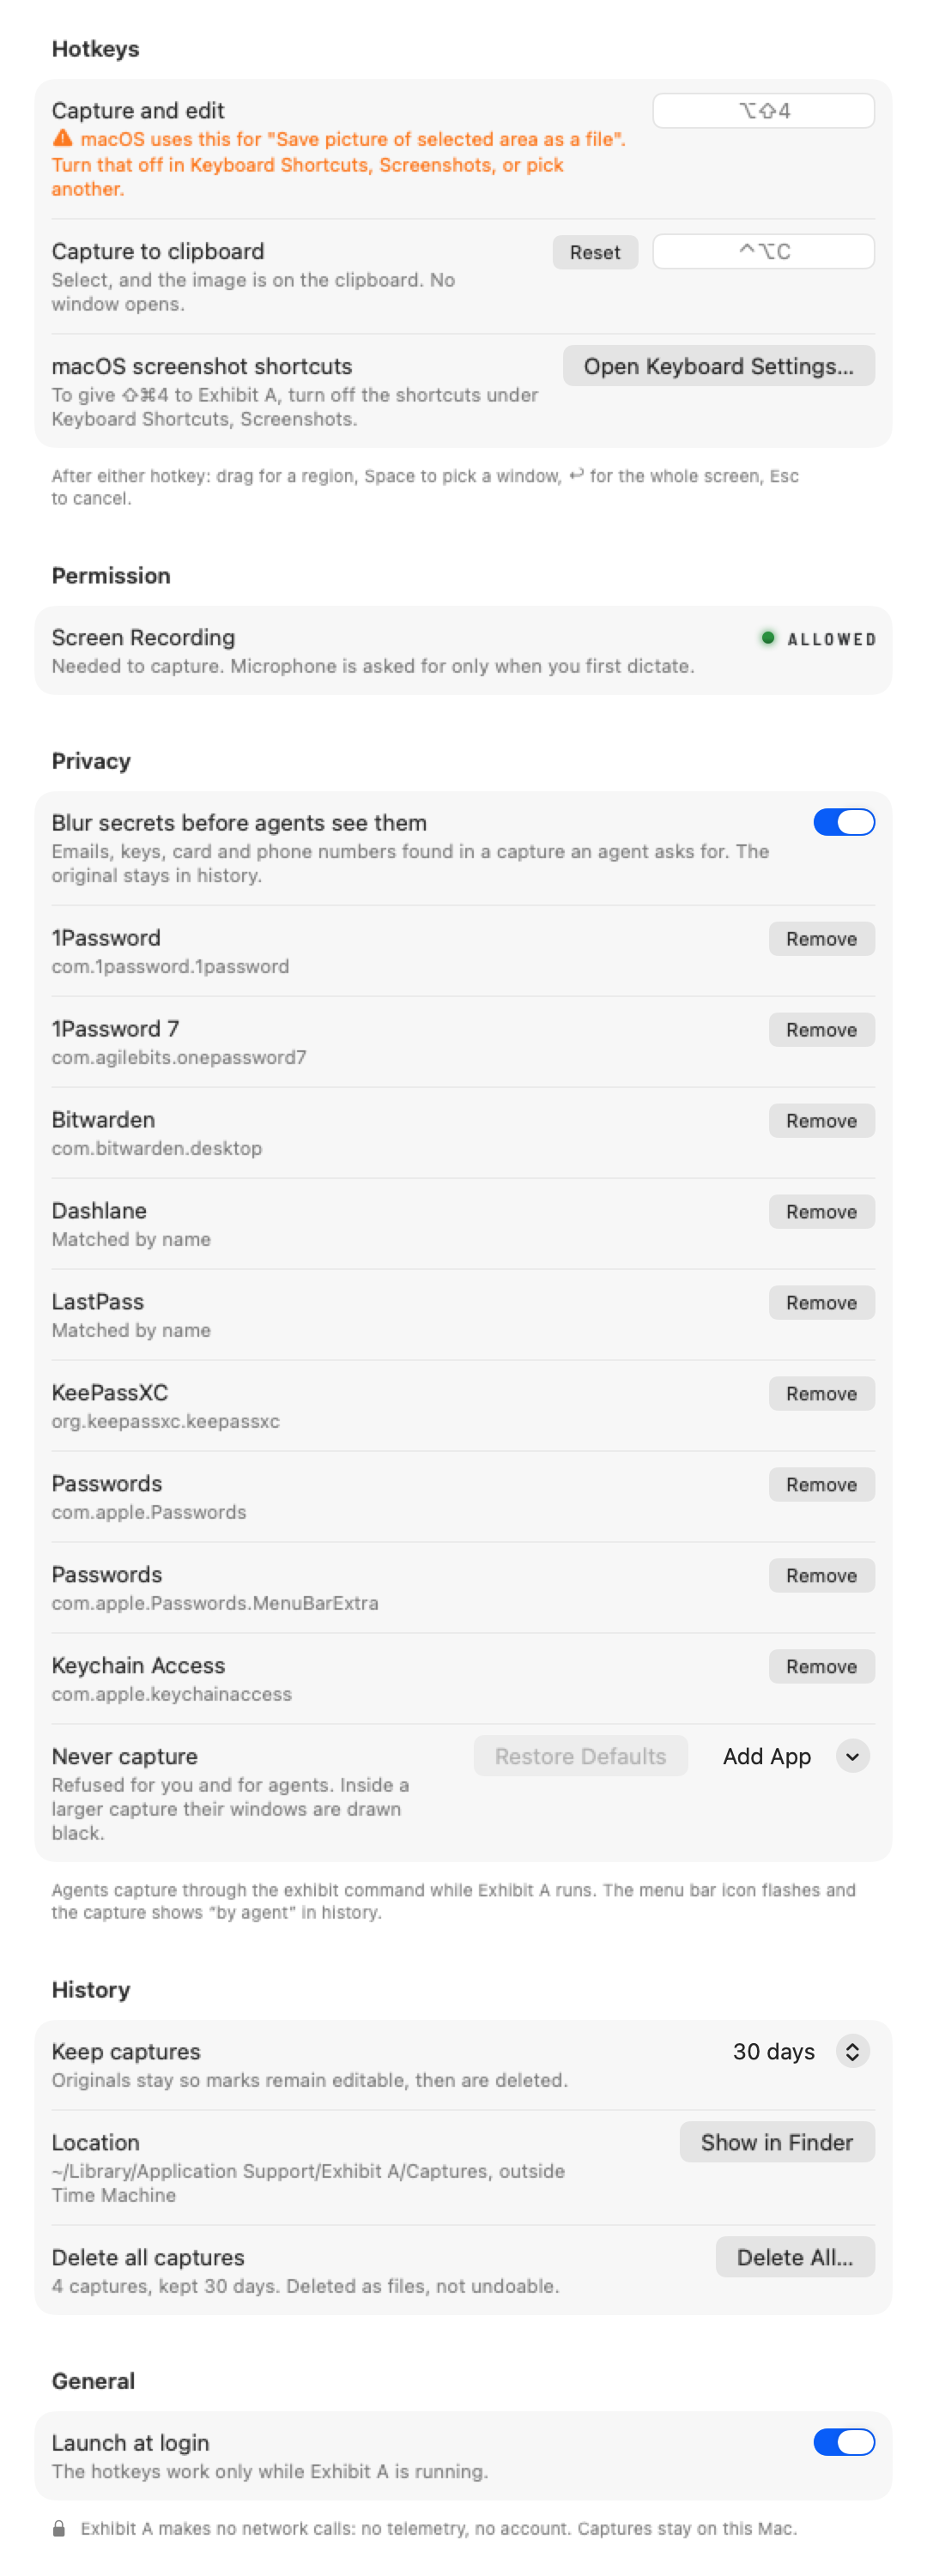 Hotkeys
Capture and edit
⌥⇧4
⚠ macOS uses this for "Save picture of selected area as a file".
Turn that off in Keyboard Shortcuts, Screenshots, or pick
another.
Capture to clipboard
Reset
^⌥C
Select, and the image is on the clipboard. No
window opens.
macOS screenshot shortcuts
Open Keyboard Settings...
To give ⇧⌘4 to Exhibit A, turn off the shortcuts under
Keyboard Shortcuts, Screenshots.
After either hotkey: drag for a region, Space to pick a window, ↩ for the whole screen, Esc
to cancel.
Permission
Screen Recording
ALLOWED
Needed to capture. Microphone is asked for only when you first dictate.
Privacy
Blur secrets before agents see them
Emails, keys, card and phone numbers found in a capture an agent asks for. The
original stays in history.
1Password
Remove
com.1password.1password
1Password 7
Remove
com.agilebits.onepassword7
Bitwarden
Remove
com.bitwarden.desktop
Dashlane
Remove
Matched by name
LastPass
Remove
Matched by name
KeePassXC
Remove
org.keepassxc.keepassxc
Passwords
Remove
com.apple.Passwords
Passwords
Remove
com.apple.Passwords.MenuBarExtra
Keychain Access
Remove
com.apple.keychainaccess
Never capture
Restore Defaults
Add App
Refused for you and for agents. Inside a
larger capture their windows are drawn
black.
Agents capture through the exhibit command while Exhibit A runs. The menu bar icon flashes and
the capture shows “by agent” in history.
History
Keep captures
30 days
Originals stay so marks remain editable, then are deleted.
Location
Show in Finder
~/Library/Application Support/Exhibit A/Captures, outside
Time Machine
Delete all captures
Delete All...
4 captures, kept 30 days. Deleted as files, not undoable.
General
Launch at login
The hotkeys work only while Exhibit A is running.
Exhibit A makes no network calls: no telemetry, no account. Captures stay on this Mac.